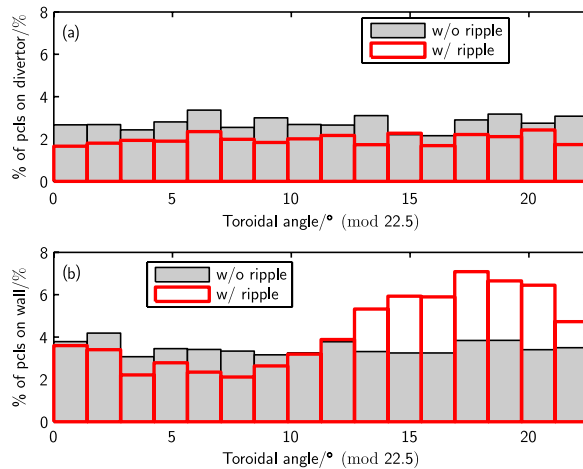 (a)
w/o ripple
w/ ripple
% of pcls on divertor/%
8
6
4
2
0
0 5 10 15 20
Toroidal angle/° (mod 22.5)
(b)
w/o ripple
w/ ripple
% of pcls on wall/%
8
6
4
2
0
0 5 10 15 20
Toroidal angle/° (mod 22.5)